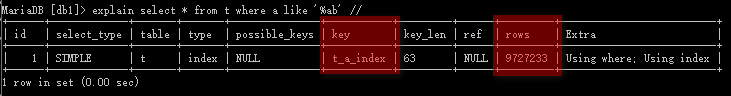 MariaDB [db1]> explain select * from t where a like '%ab' //
| id | select_type | table | type | possible_keys | key | key_len | ref | rows | Extra |
| 1 | SIMPLE | t | index | NULL | t_a_index | 63 | NULL | 9727233 | Using where; Using index |
1 row in set (0.00 sec)